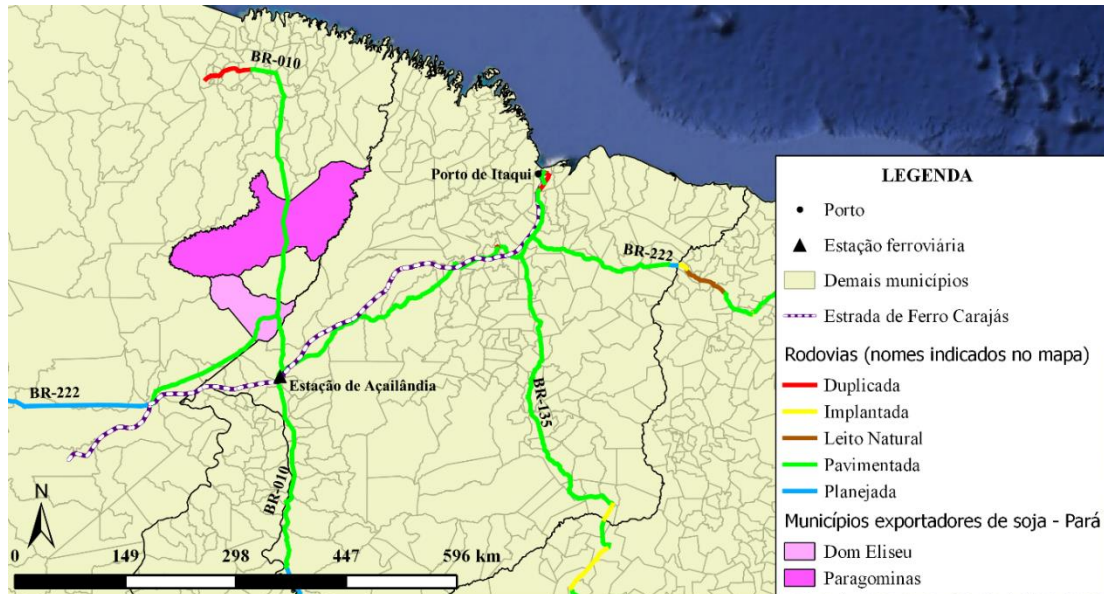 BR-010
Porto de Itaqui
BR-222
Estação de Açailândia
BR-222
BR-135
BR-010
N
0 149 298 447 596 km
LEGENDA
Porto
Estação ferroviária
Demais municípios
Estrada de Ferro Carajás
Rodovias (nomes indicados no mapa)
Duplicada
Implantada
Leito Natural
Pavimentada
Planejada
Municípios exportadores de soja - Pará
Dom Eliseu
Paragominas